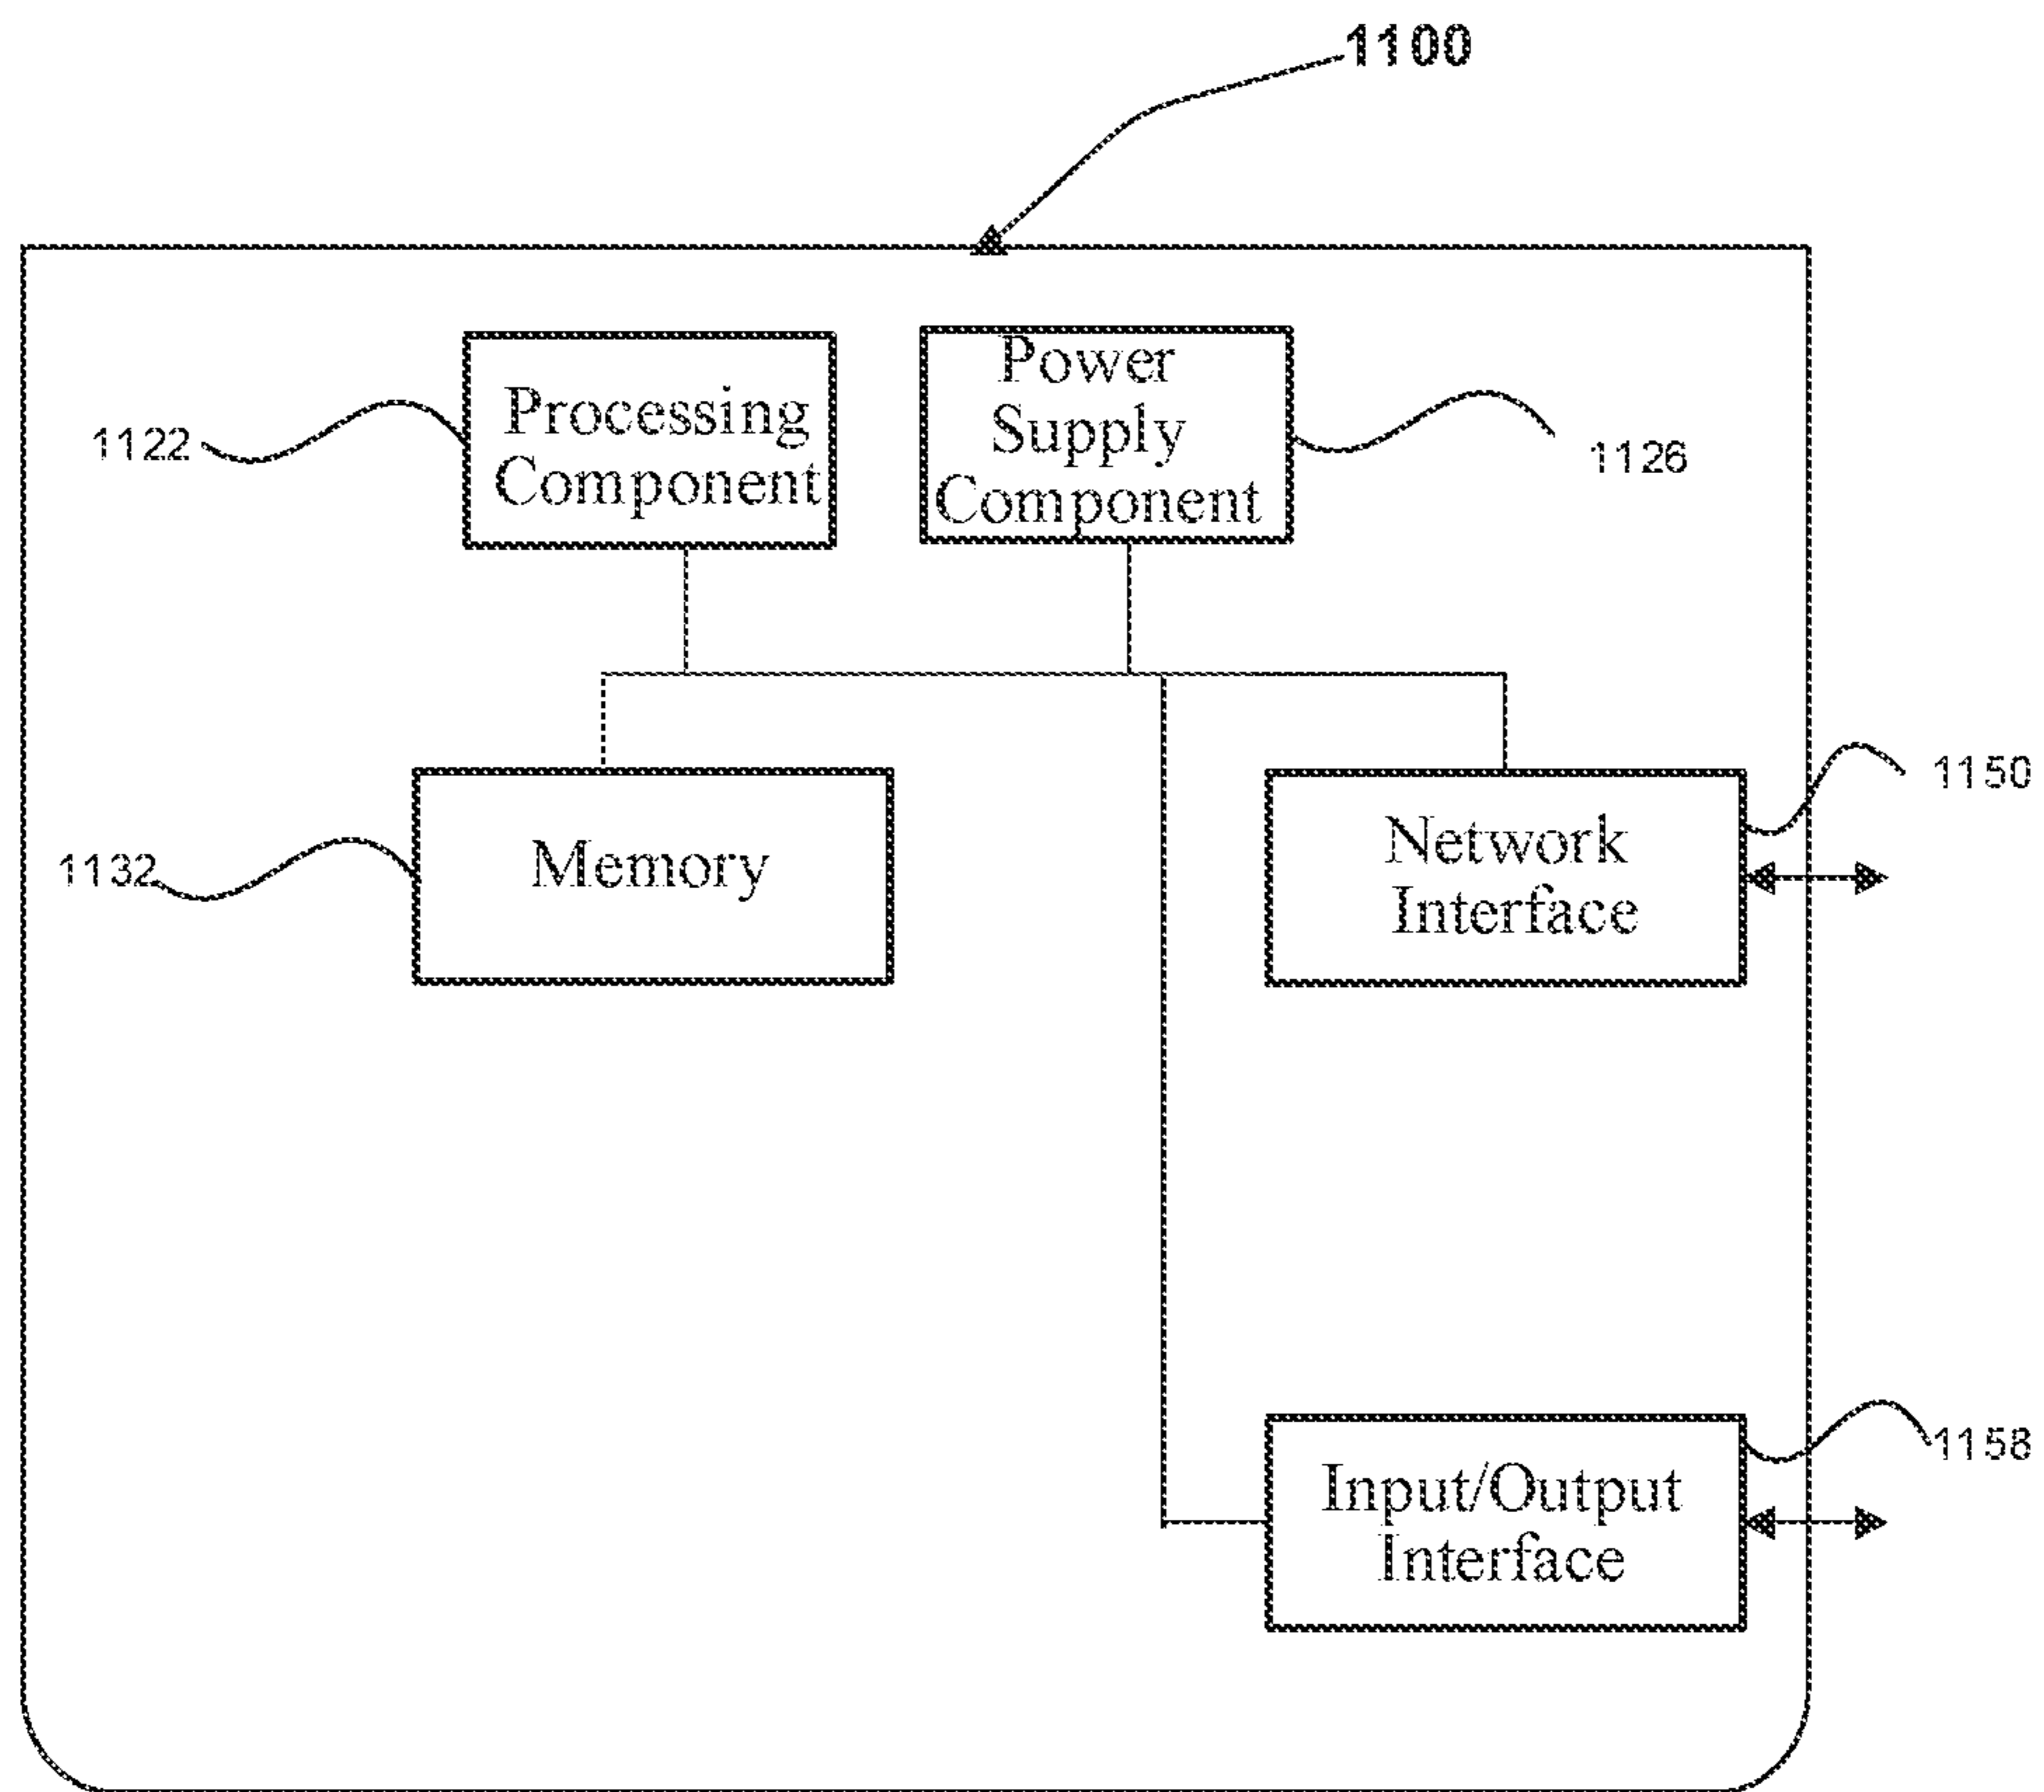 1100
Processing
Component
1122
Power
Supply
Component
1126
Memory
1132
Network
Interface
1150
Input/Output
Interface
1158